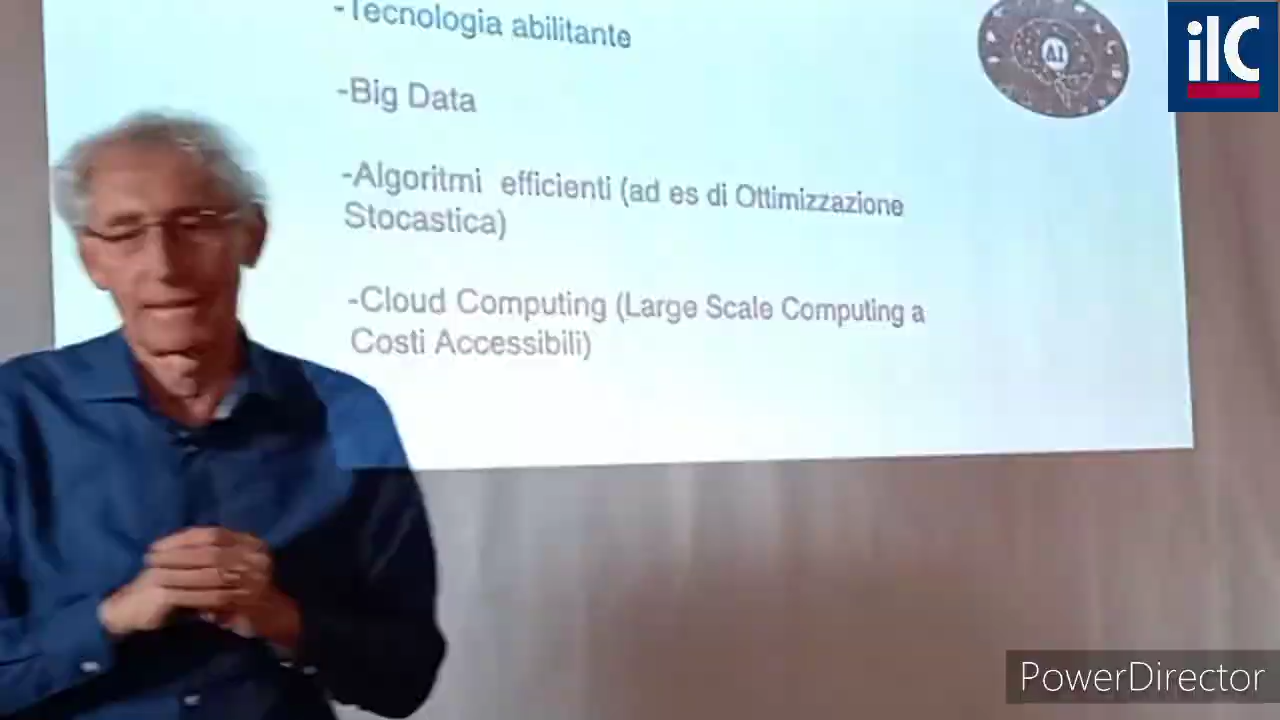 -Tecnologia abilitante
AI
ilC
-Big Data
-Algoritmi efficienti (ad es di Ottimizzazione
Stocastica)
-Cloud Computing (Large Scale Computing a
Costi Accessibili)
PowerDirector